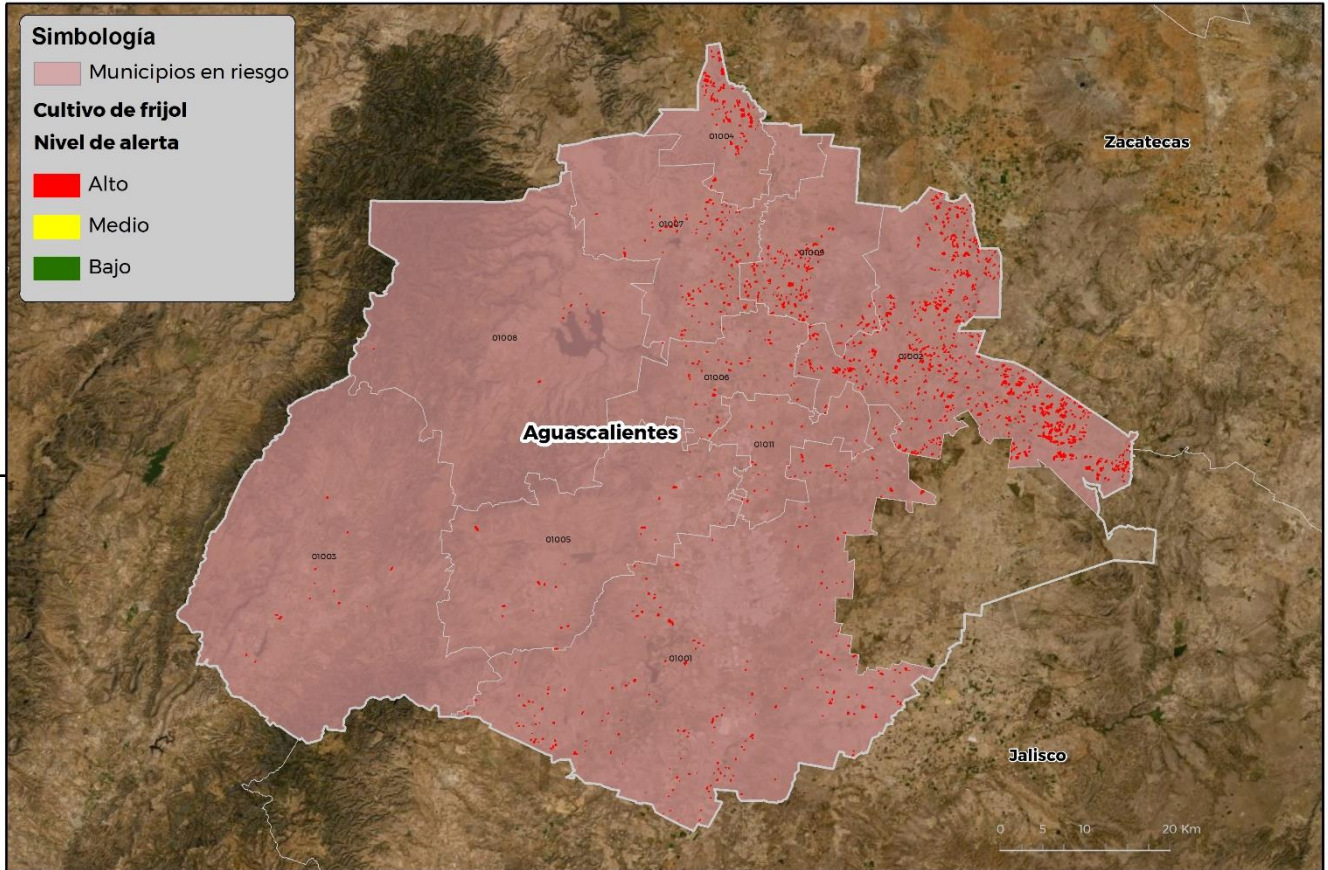 Simbología
Municipios en riesgo
Cultivo de frijol
Nivel de alerta
Alto
Medio
Bajo
Zacatecas
01004
01007
01009
01008
01002
01006
Aguascalientes
01011
01005
01003
01001
Jalisco
0 5 10 20 Km